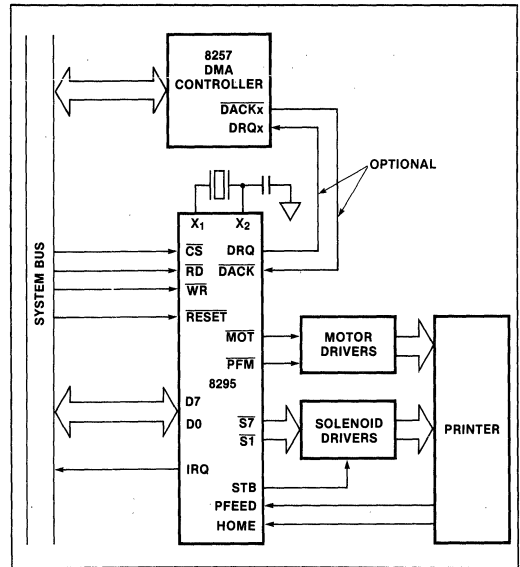 8257
DMA
CONTROLLER
DACKx
DRQx
OPTIONAL
X1 X2
SYSTEM BUS
CS DRQ
RD DACK
WR
RESET
MOT
PFM
MOTOR
DRIVERS
8295
D7
D0
S7
S1
SOLENOID
DRIVERS
PRINTER
IRQ
STB
PFEED
HOME